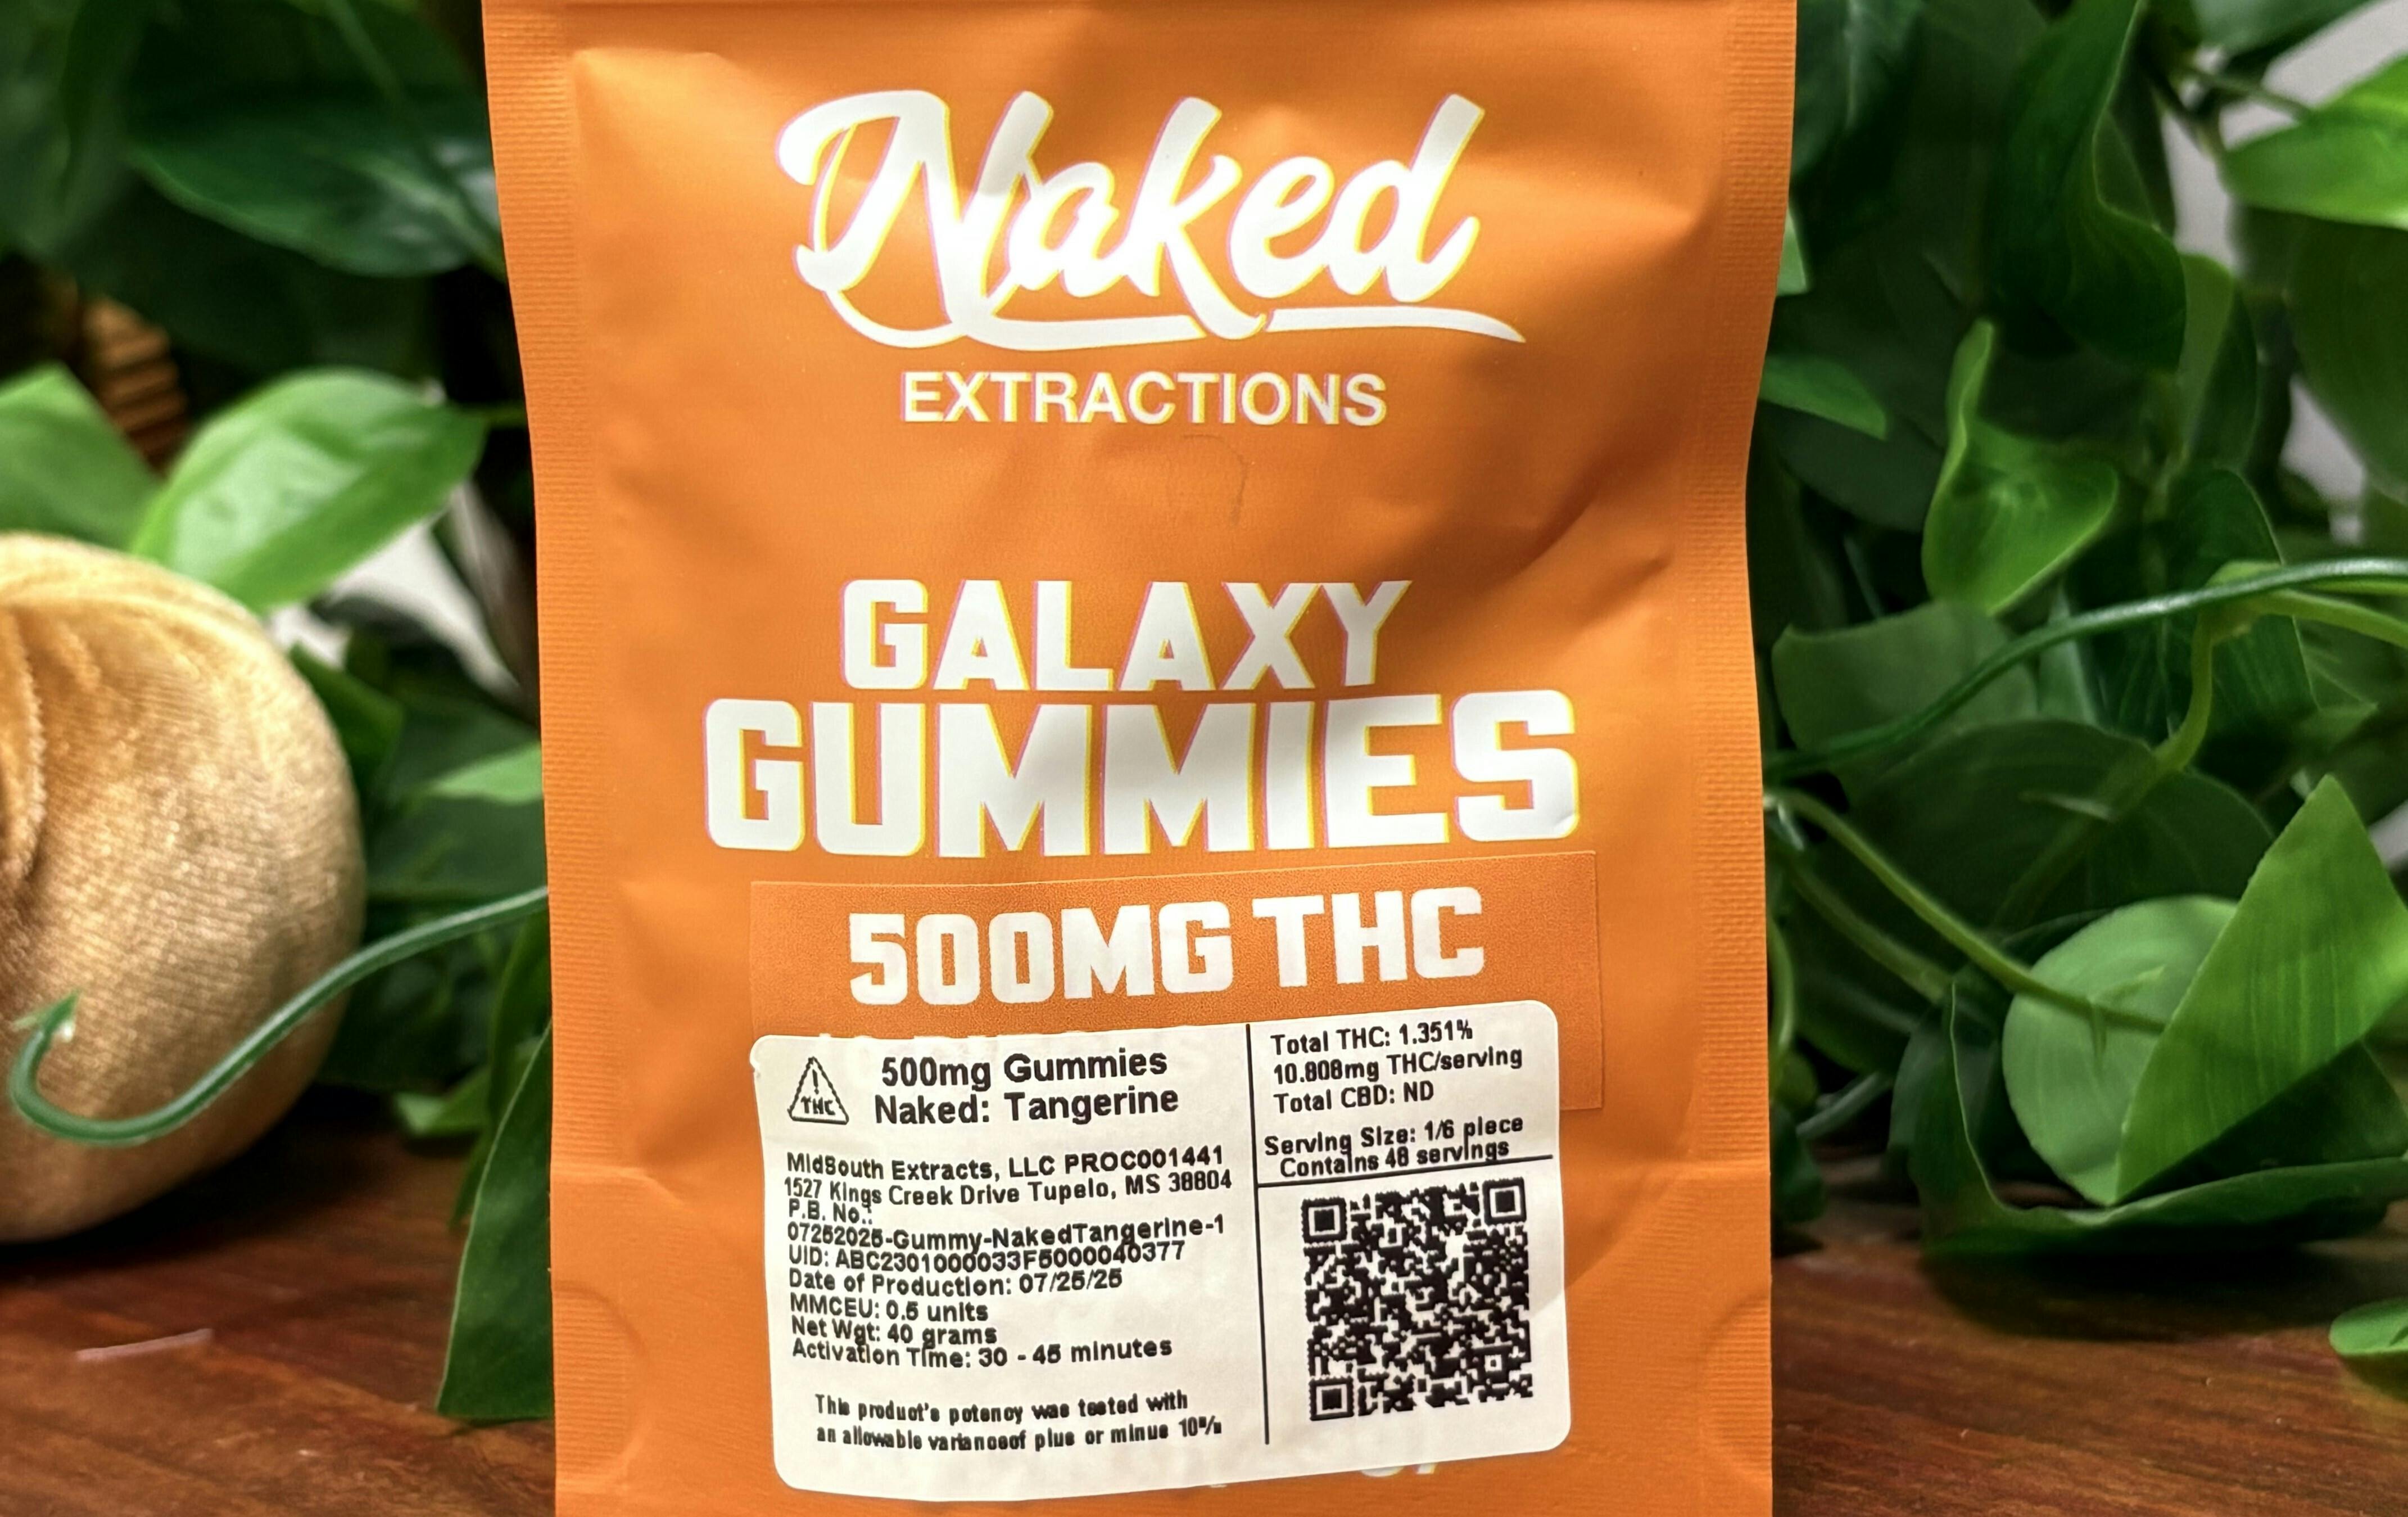 Naked
EXTRACTIONS
GALAXY
GUMMIES
500MG THC
THC
500mg Gummies
Naked: Tangerine
MidSouth Extracts, LLC PROC001441
1527 Kings Creek Drive Tupelo, MS 38804
P.B. No.:
07252025-Gummy-NakedTangerine-1
UID: ABC2301000033F5000040377
Date of Production: 07/25/25
MMCEU: 0.5 units
Net Wgt: 40 grams
Activation Time: 30 - 45 minutes
This product's potency was tested with
an allowable varianceof plus or minus 10%
Total THC: 1.351%
10.808mg THC/serving
Total CBD: ND
Serving Size: 1/6 piece
Contains 48 servings